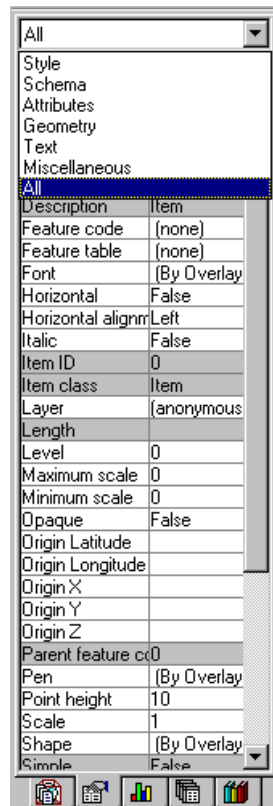 All
Style
Schema
Attributes
Geometry
Text
Miscellaneous
All
Description Item
Feature code (none)
Feature table (none)
Font (By Overlay
Horizontal False
Horizontal alignm Left
Italic False
Item ID 0
Item class Item
Layer (anonymous
Length
Level 0
Maximum scale 0
Minimum scale 0
Opaque False
Origin Latitude
Origin Longitude
Origin X
Origin Y
Origin Z
Parent feature co 0
Pen (By Overlay
Point height 10
Scale 1
Shape (By Overlay
Simple False